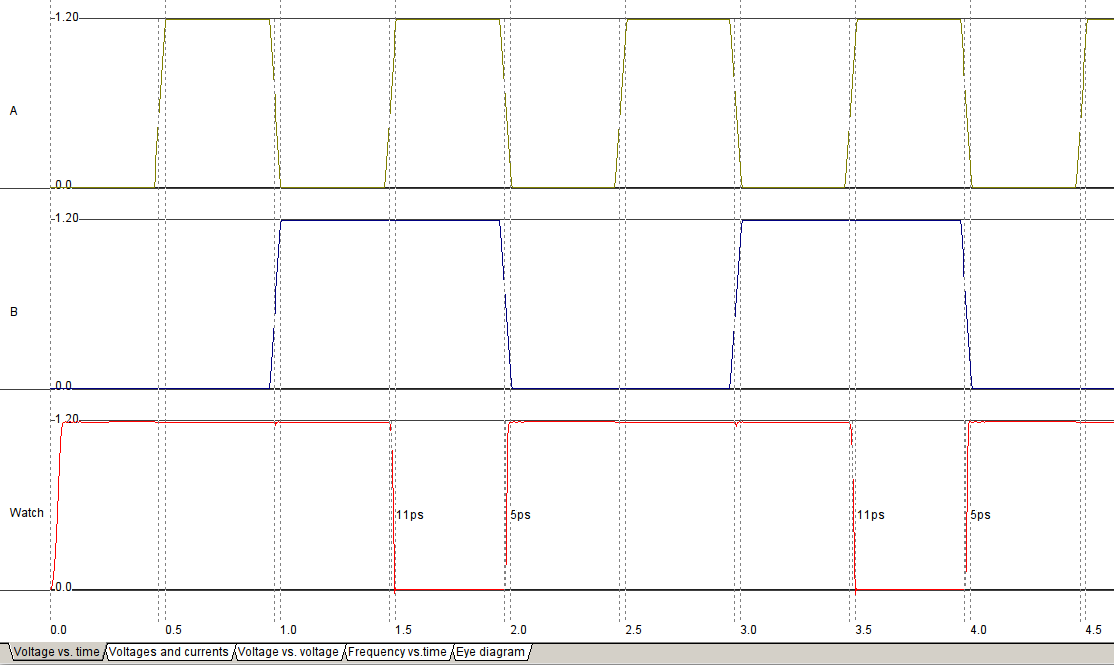 1.20
A
0.0
1.20
B
0.0
1.20
Watch
11ps 5ps 11ps 5ps
0.0
0.0 0.5 1.0 1.5 2.0 2.5 3.0 3.5 4.0 4.5
Voltage vs. time Voltages and currents Voltage vs. voltage Frequency vs.time Eye diagram